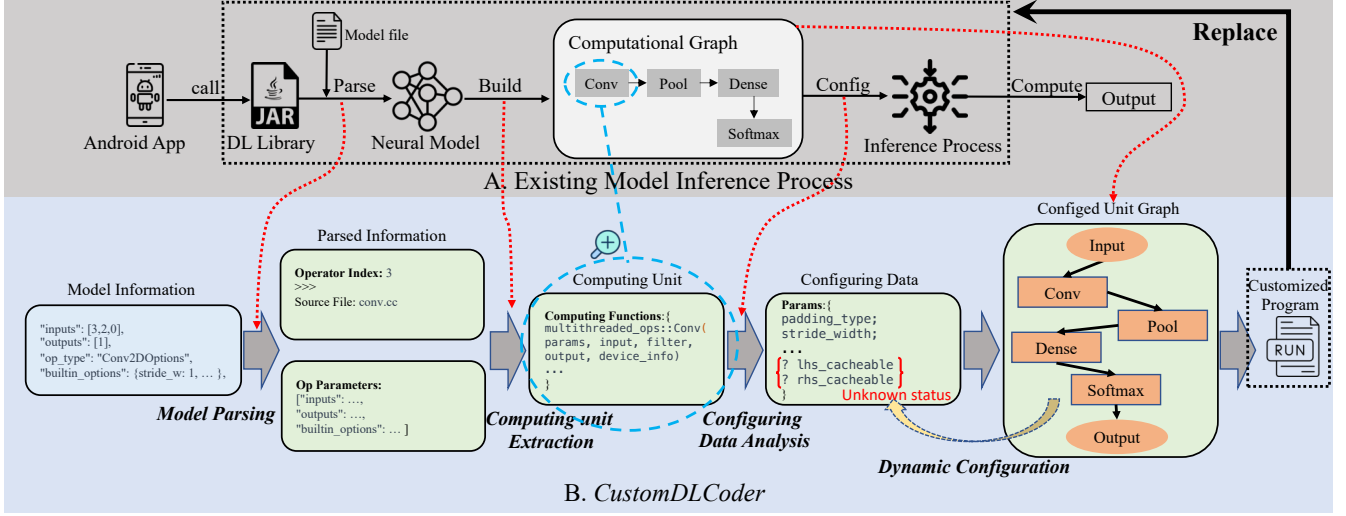 Model file
Replace
Computational Graph
call
Parse
Build
Conv
Pool
Dense
Softmax
Config
Compute
Output
JAR
Android App
DL Library
Neural Model
Inference Process
A. Existing Model Inference Process
Model Information
"inputs": [3,2,0],
"outputs": [1],
"op_type": "Conv2DOptions",
"builtin_options": {stride_w: 1, … },
Model Parsing
Parsed Information
Operator Index: 3
>>>
Source File: conv.cc
Op Parameters:
["inputs": …,
"outputs": …,
"builtin_options": … ]
Computing unit
Extraction
Computing Unit
Computing Functions:{
multithreaded_ops::Conv(
params, input, filter,
output, device_info)
...
}
Configuring
Data Analysis
Configuring Data
Params:{
padding_type;
stride_width;
...
? lhs_cacheable
? rhs_cacheable
}
Unknown status
Dynamic Configuration
Configed Unit Graph
Input
Conv
Pool
Dense
Softmax
Output
Customized
Program
RUN
B. CustomDLCoder